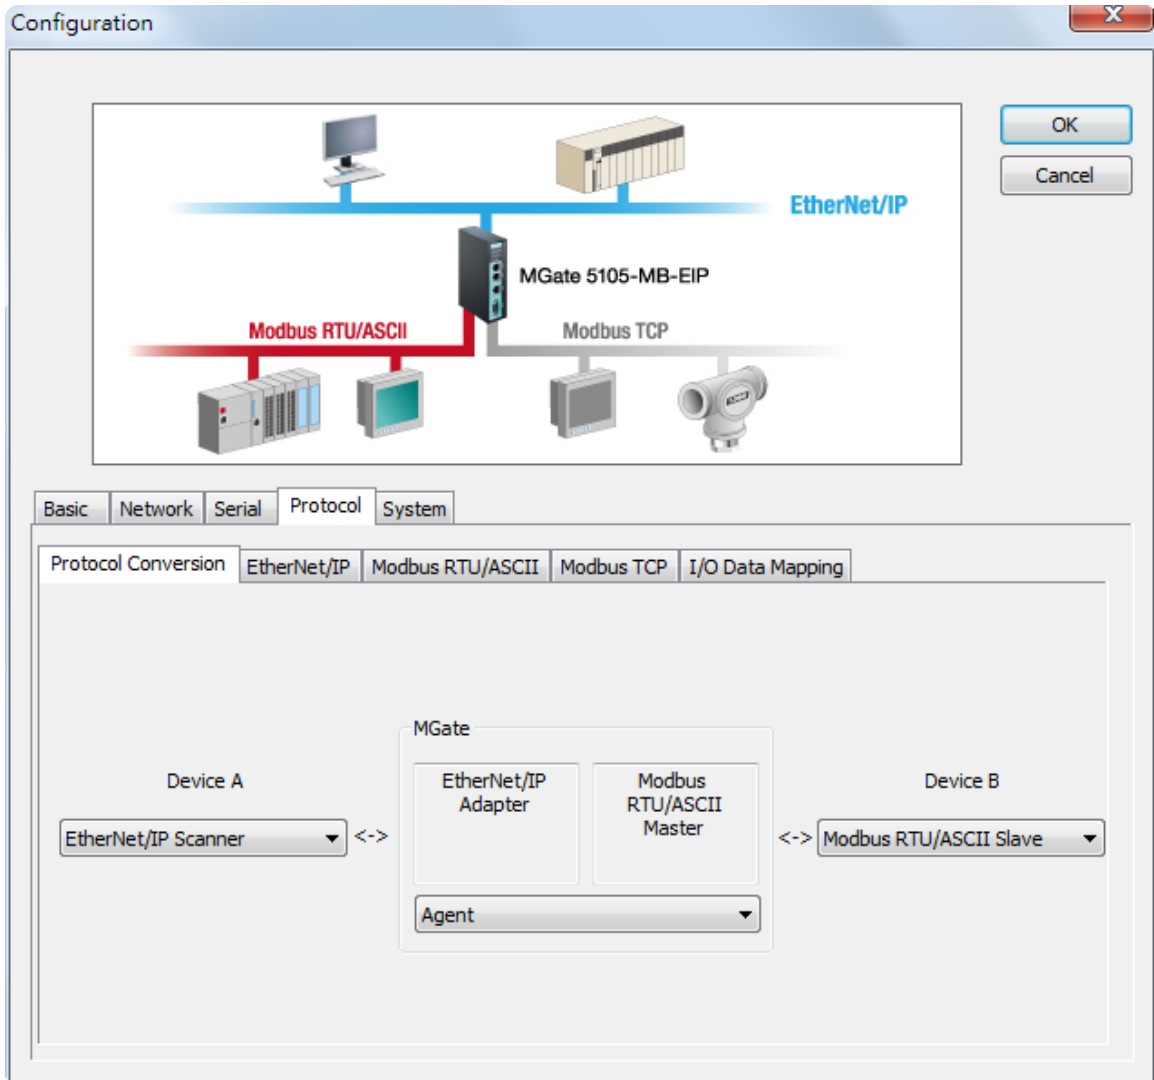 Configuration
X
OK
Cancel
EtherNet/IP
MGate 5105-MB-EIP
Modbus RTU/ASCII
Modbus TCP
Basic
Network
Serial
Protocol
System
Protocol Conversion
EtherNet/IP
Modbus RTU/ASCII
Modbus TCP
I/O Data Mapping
MGate
Device A
EtherNet/IP Scanner
<->
EtherNet/IP
Adapter
Modbus
RTU/ASCII
Master
Agent
<->
Device B
Modbus RTU/ASCII Slave